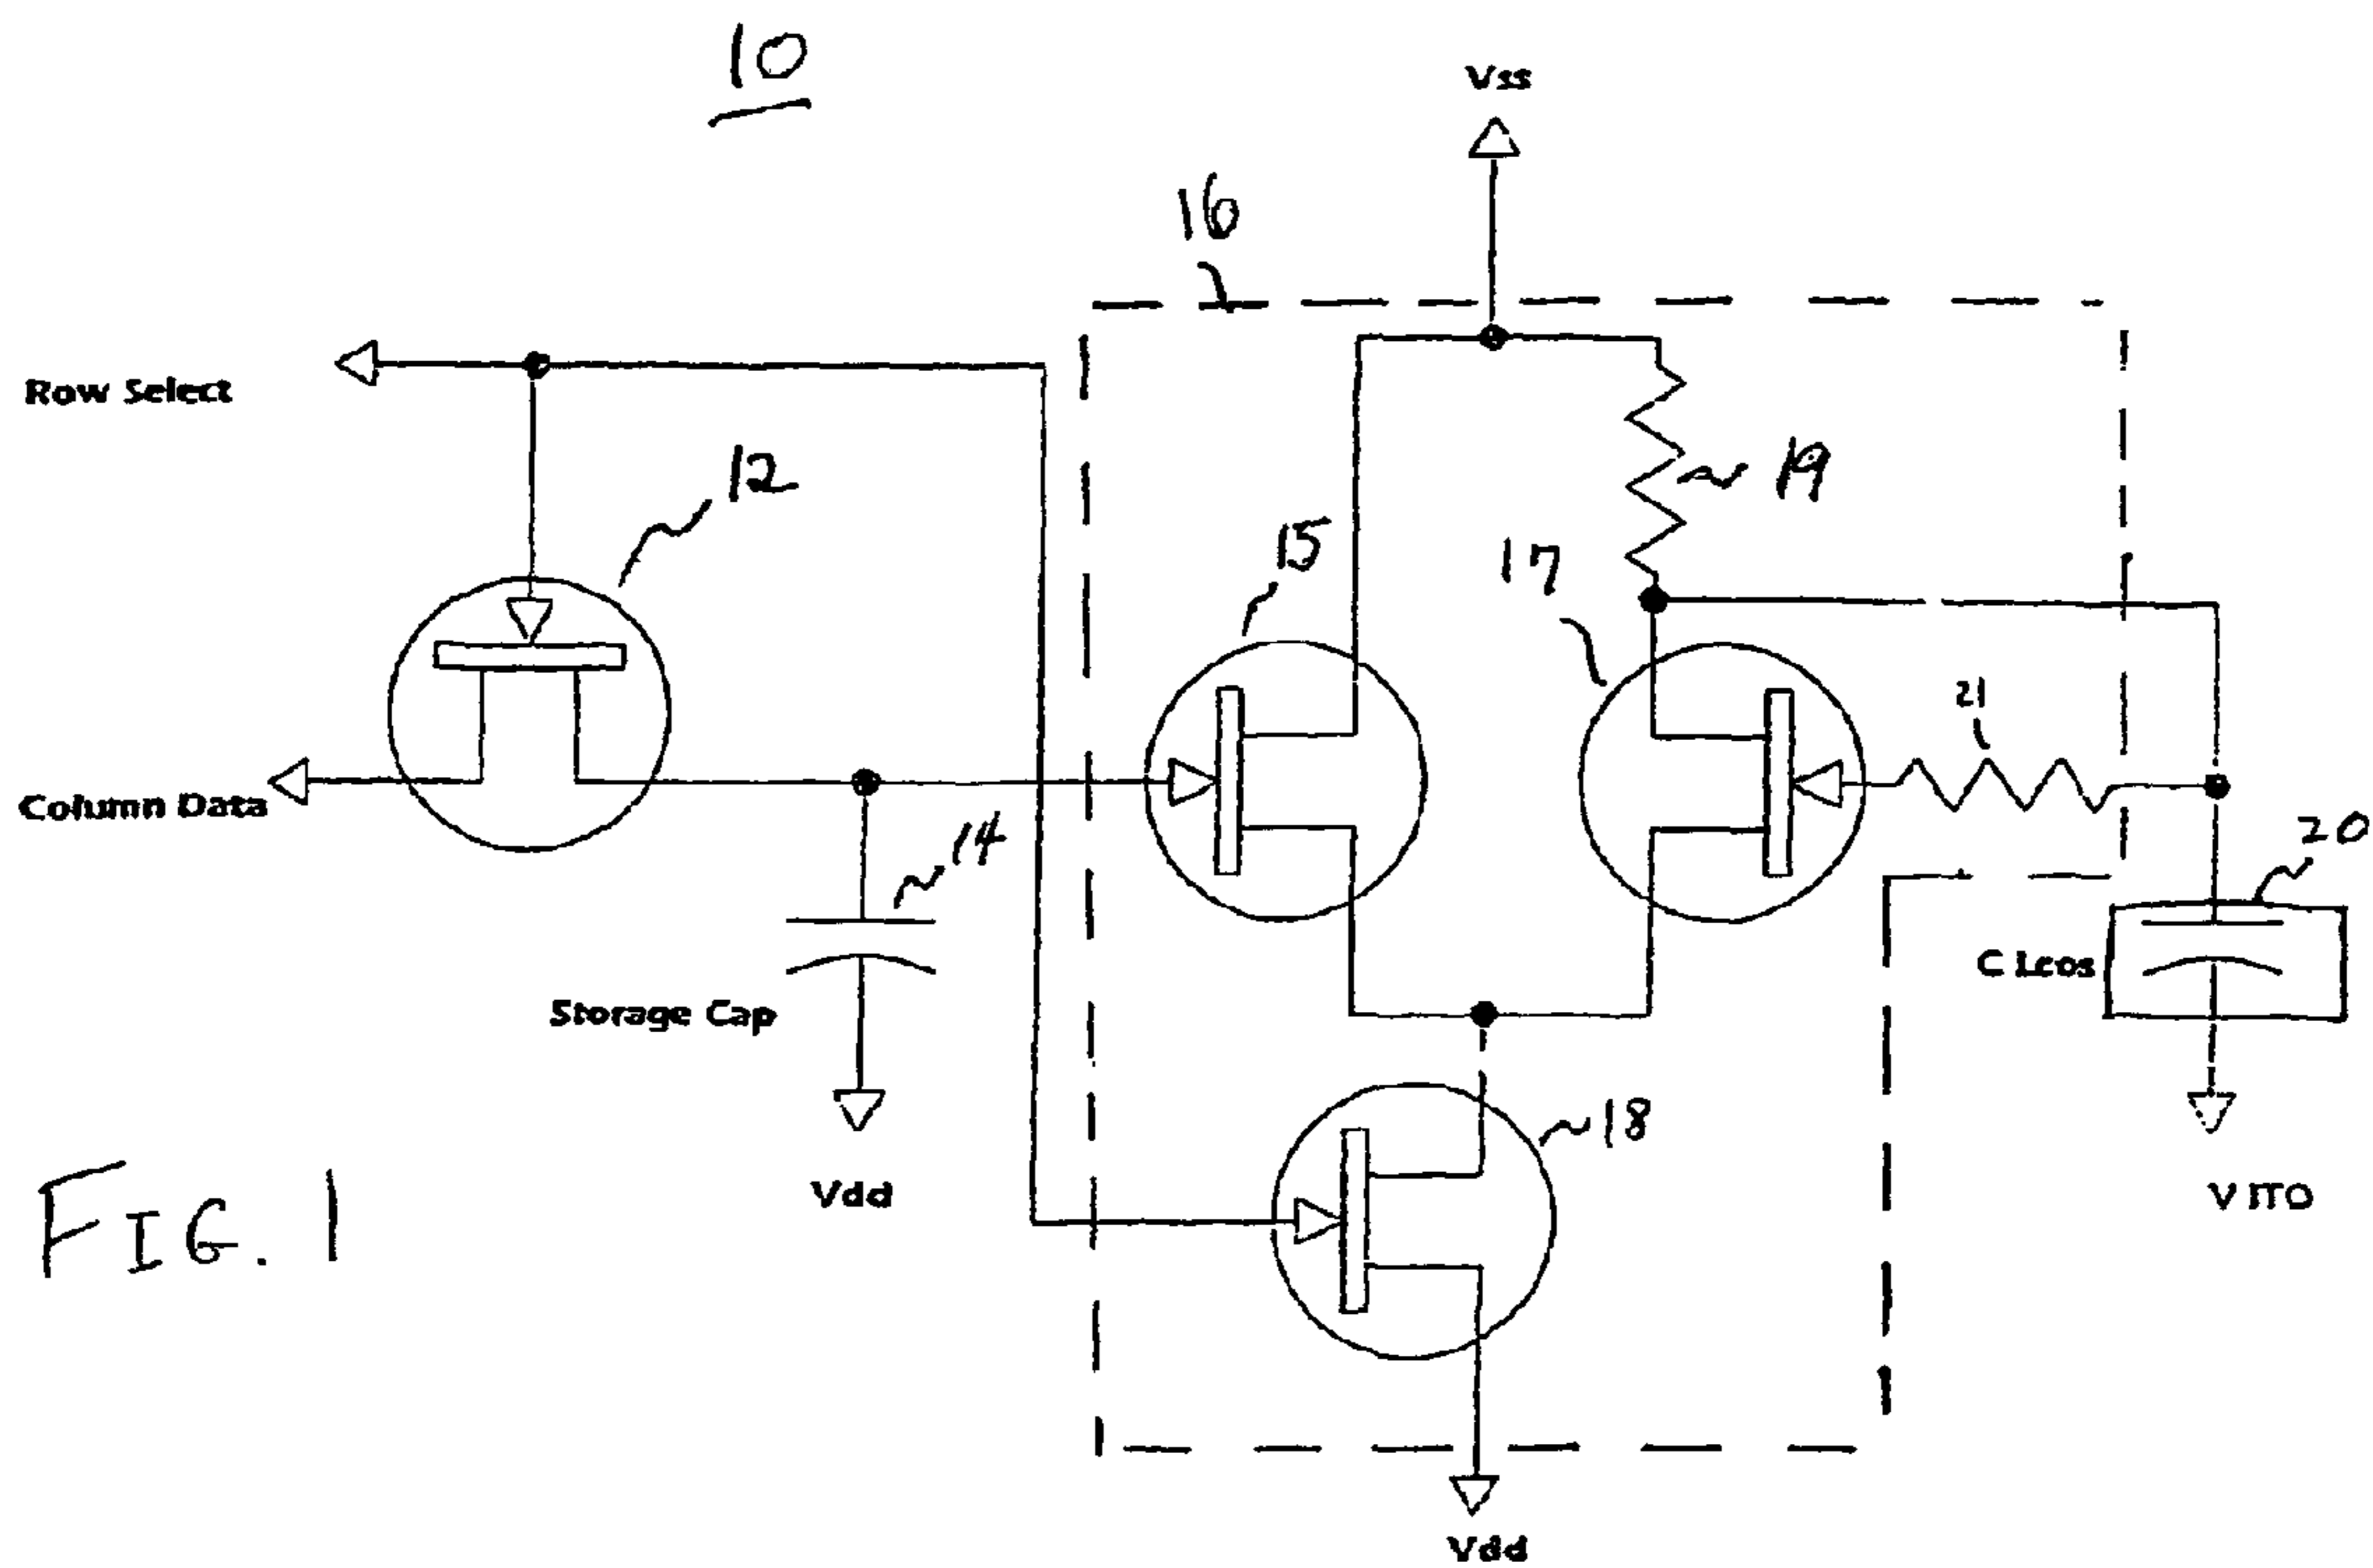 10
Vss
16
Row Select
12
19
15
17
21
Column Data
14
20
C Lcos
Storage Cap
18
Vdd
V ITO
FIG. 1
Vdd